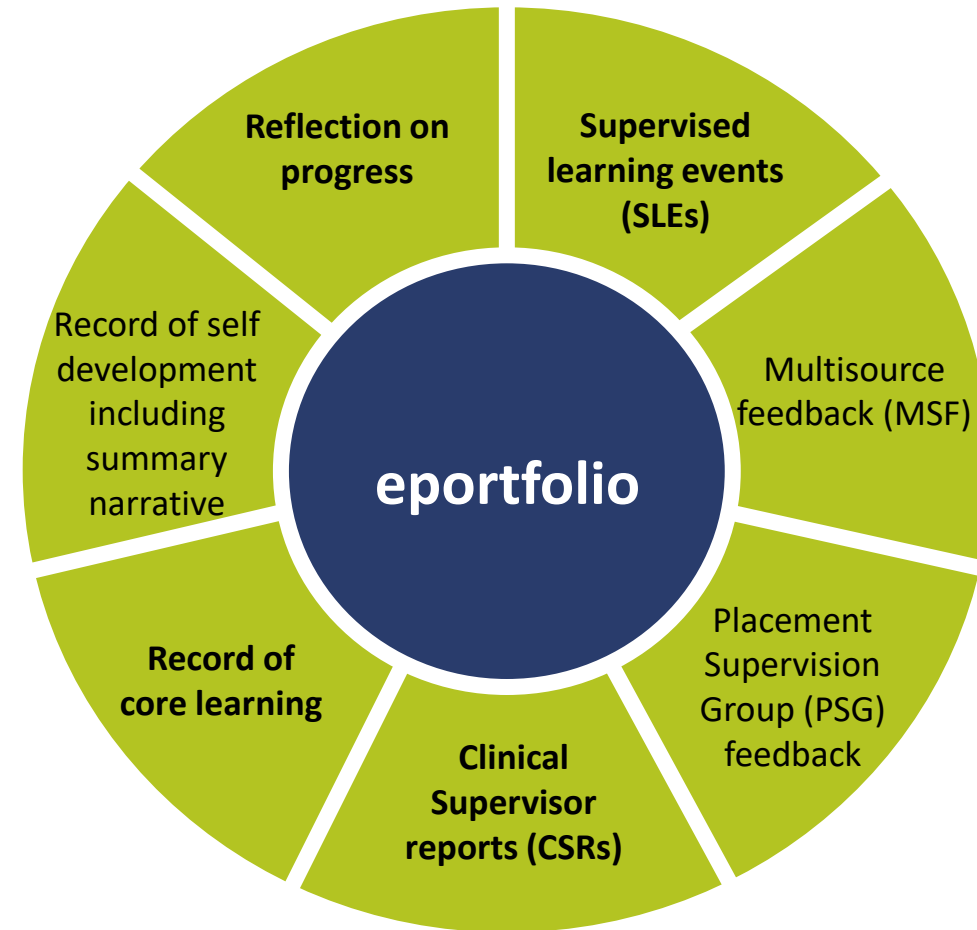 Reflection on
progress
Supervised
learning events
(SLEs)
Multisource
feedback (MSF)
Placement
Supervision
Group (PSG)
feedback
Clinical
Supervisor
reports (CSRs)
Record of
core learning
Record of self
development
including
summary
narrative
eportfolio